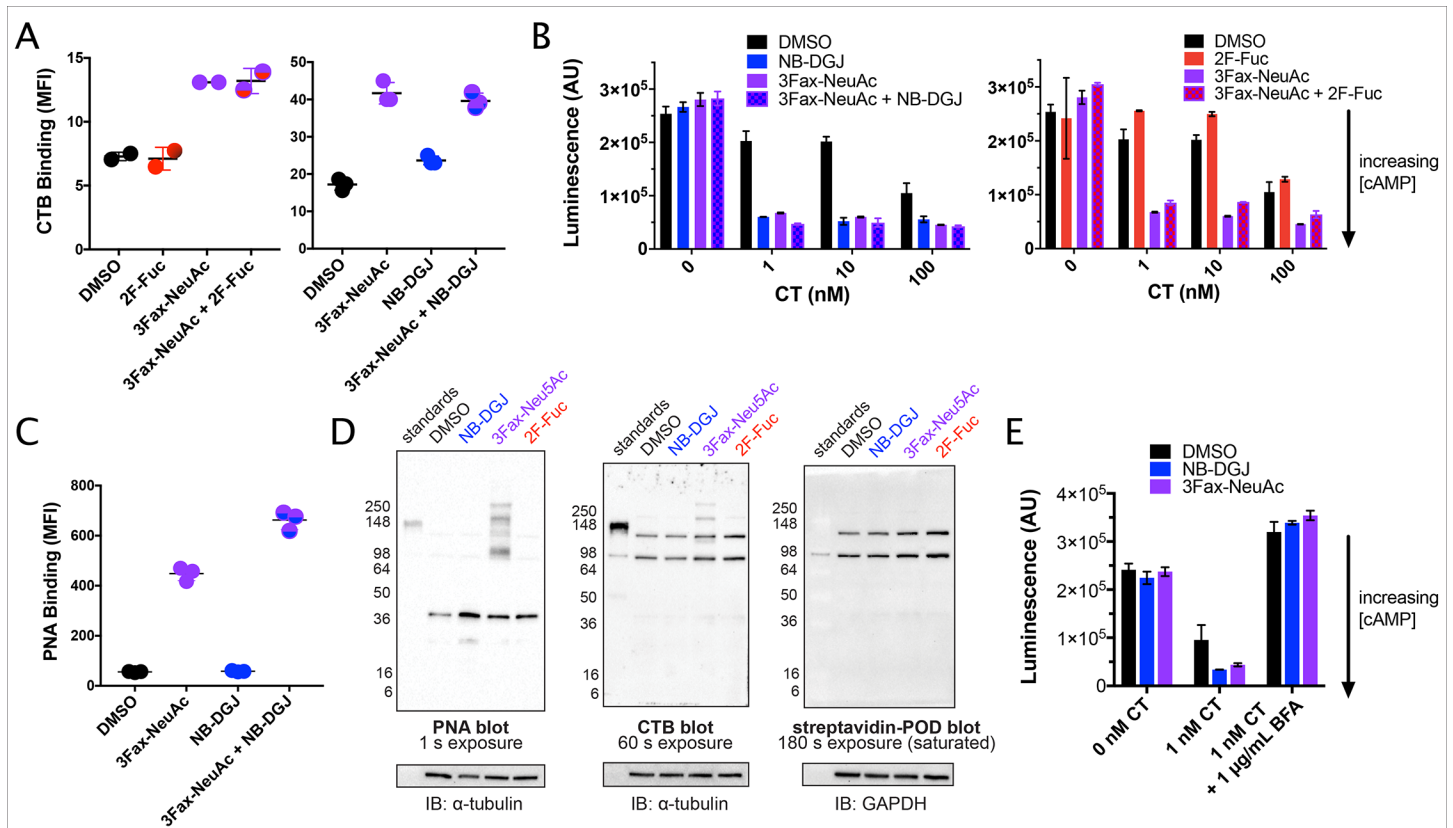 A
CTB Binding (MFI)
15
10
5
0
DMSO
2F-Fuc
3Fax-NeuAc
3Fax-NeuAc + 2F-Fuc
50
40
30
20
10
0
DMSO
3Fax-NeuAc
NB-DGJ
3Fax-NeuAc + NB-DGJ
B
DMSO
NB-DGJ
3Fax-NeuAc
3Fax-NeuAc + NB-DGJ
Luminescence (AU)
3×10⁵
2×10⁵
1×10⁵
0
0
1
10
100
CT (nM)
DMSO
2F-Fuc
3Fax-NeuAc
3Fax-NeuAc + 2F-Fuc
3×10⁵
2×10⁵
1×10⁵
0
0
1
10
100
CT (nM)
increasing
[cAMP]
C
PNA Binding (MFI)
800
600
400
200
0
DMSO
3Fax-NeuAc
NB-DGJ
3Fax-NeuAc + NB-DGJ
D
standards
DMSO
NB-DGJ
3Fax-Neu5Ac
2F-Fuc
250
148
98
64
50
36
16
6
PNA blot
1 s exposure
IB: α-tubulin
standards
DMSO
NB-DGJ
3Fax-Neu5Ac
2F-Fuc
250
148
98
64
50
36
16
6
CTB blot
60 s exposure
IB: α-tubulin
standards
DMSO
NB-DGJ
3Fax-Neu5Ac
2F-Fuc
250
148
98
64
50
36
16
6
streptavidin-POD blot
180 s exposure (saturated)
IB: GAPDH
E
DMSO
NB-DGJ
3Fax-NeuAc
Luminescence (AU)
4×10⁵
3×10⁵
2×10⁵
1×10⁵
0
0 nM CT
1 nM CT
1 nM CT
+ 1 μg/mL BFA
increasing
[cAMP]